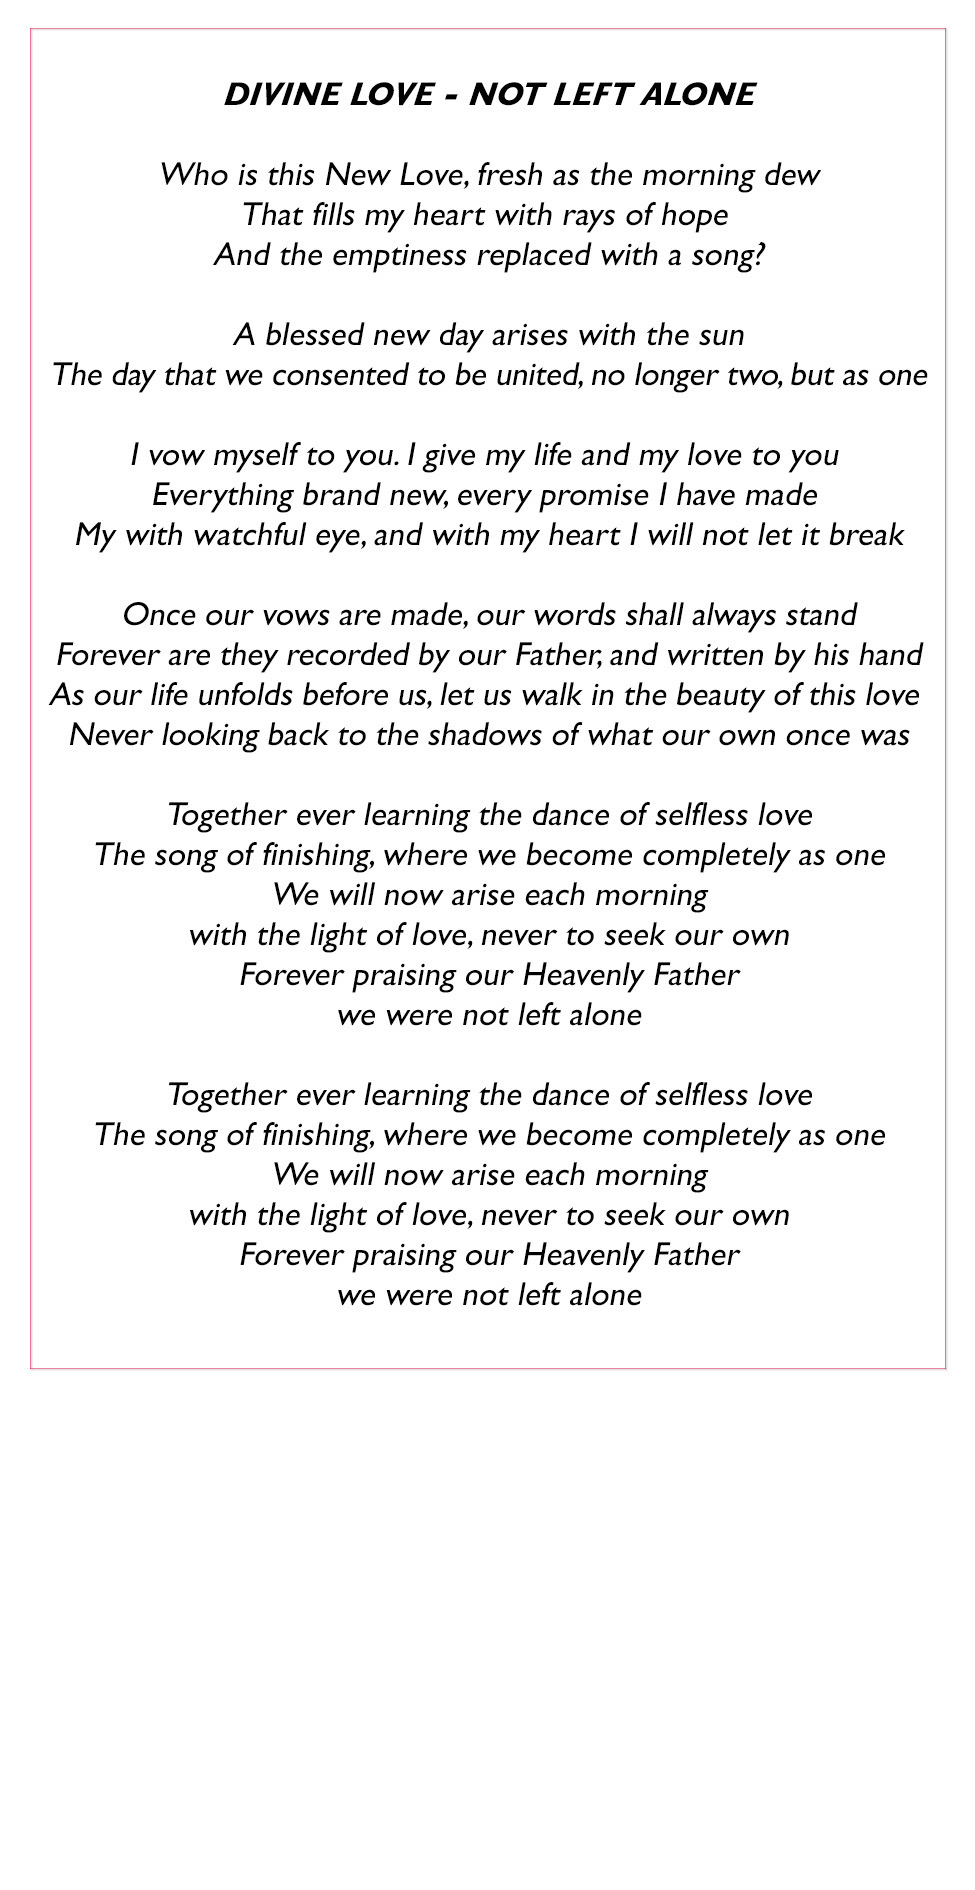 DIVINE LOVE - NOT LEFT ALONE
Who is this New Love, fresh as the morning dew
That fills my heart with rays of hope
And the emptiness replaced with a song?
A blessed new day arises with the sun
The day that we consented to be united, no longer two, but as one
I vow myself to you. I give my life and my love to you
Everything brand new, every promise I have made
My with watchful eye, and with my heart I will not let it break
Once our vows are made, our words shall always stand
Forever are they recorded by our Father, and written by his hand
As our life unfolds before us, let us walk in the beauty of this love
Never looking back to the shadows of what our own once was
Together ever learning the dance of selfless love
The song of finishing, where we become completely as one
We will now arise each morning
with the light of love, never to seek our own
Forever praising our Heavenly Father
we were not left alone
Together ever learning the dance of selfless love
The song of finishing, where we become completely as one
We will now arise each morning
with the light of love, never to seek our own
Forever praising our Heavenly Father
we were not left alone